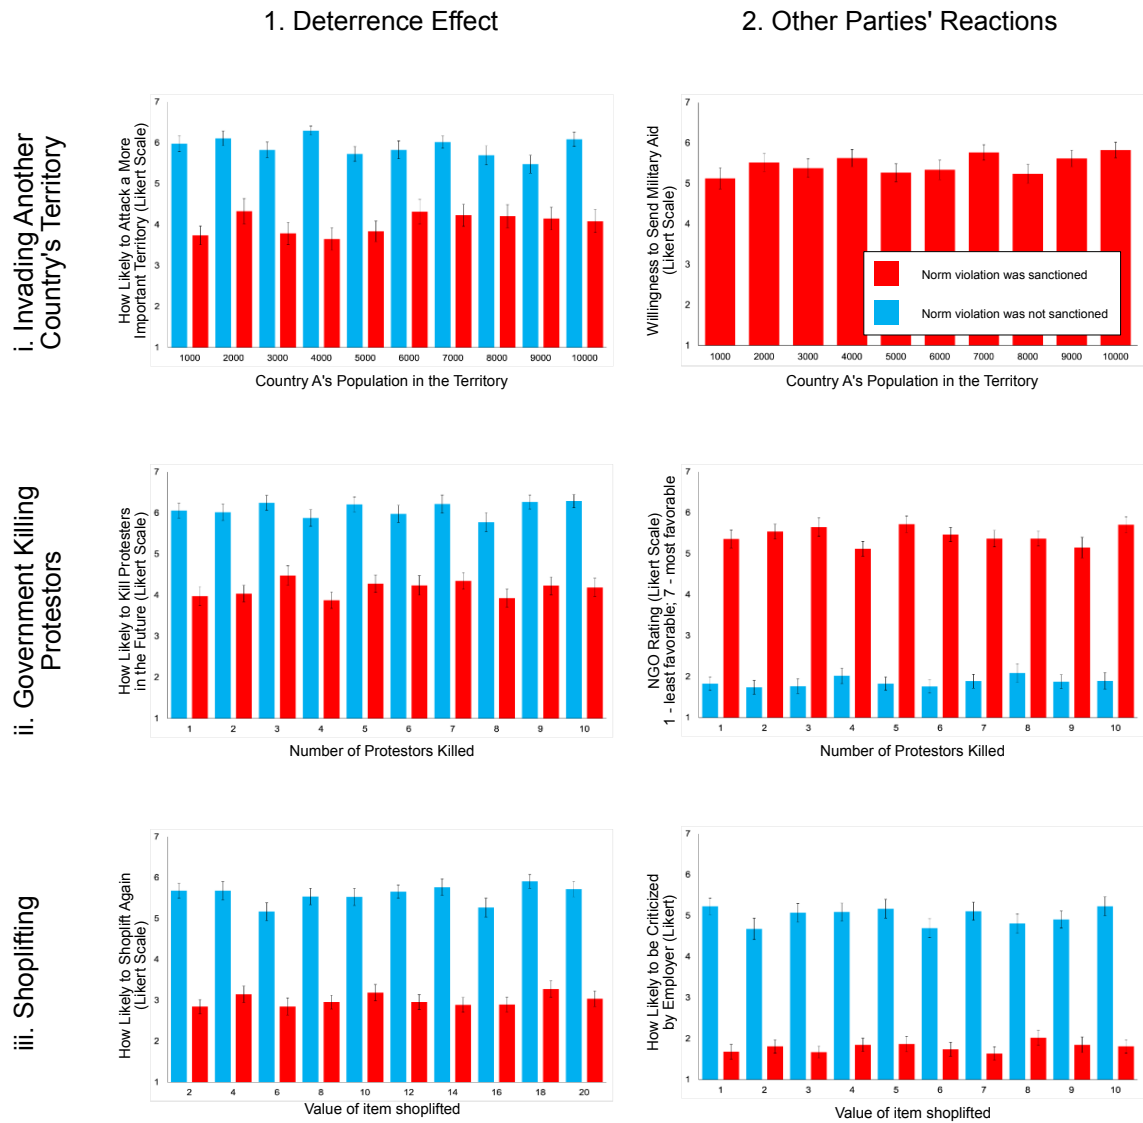 1. Deterrence Effect
2. Other Parties' Reactions
i. Invading Another
Country's Territory
How Likely to Attack a More
Important Territory (Likert Scale)
7
6
5
4
3
2
1
1000 2000 3000 4000 5000 6000 7000 8000 9000 10000
Country A's Population in the Territory
Willingness to Send Military Aid
(Likert Scale)
7
6
5
4
3
2
1
Norm violation was sanctioned
Norm violation was not sanctioned
1000 2000 3000 4000 5000 6000 7000 8000 9000 10000
Country A's Population in the Territory
ii. Government Killing
Protestors
How Likely to Kill Protesters
in the Future (Likert Scale)
7
6
5
4
3
2
1
1 2 3 4 5 6 7 8 9 10
Number of Protestors Killed
NGO Rating (Likert Scale)
1 - least favorable; 7 - most favorable
7
6
5
4
3
2
1
1 2 3 4 5 6 7 8 9 10
Number of Protestors Killed
iii. Shoplifting
How Likely to Shoplift Again
(Likert Scale)
7
6
5
4
3
2
1
2 4 6 8 10 12 14 16 18 20
Value of item shoplifted
How Likely to be Criticized
by Employer (Likert)
7
6
5
4
3
2
1
1 2 3 4 5 6 7 8 9 10
Value of item shoplifted